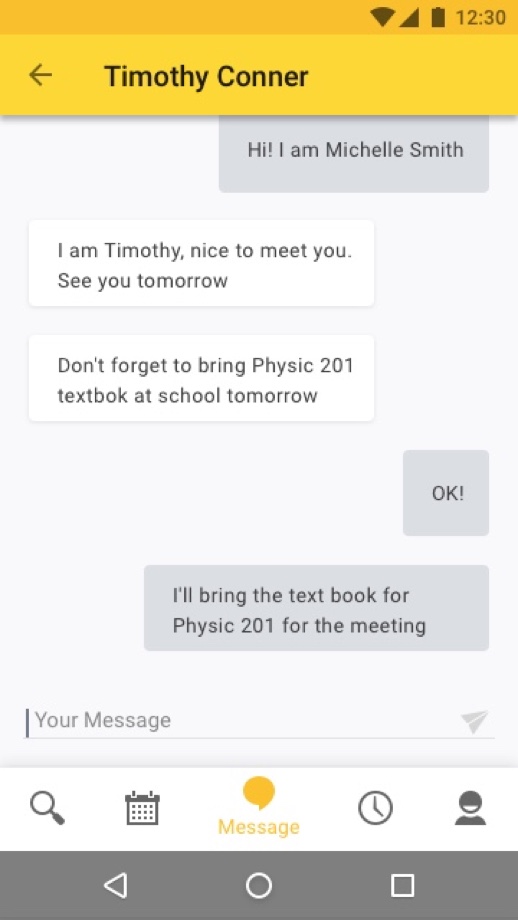 12:30
Timothy Conner
Hi! I am Michelle Smith
I am Timothy, nice to meet you.
See you tomorrow
Don't forget to bring Physic 201
textbok at school tomorrow
OK!
I'll bring the text book for
Physic 201 for the meeting
Your Message
Message